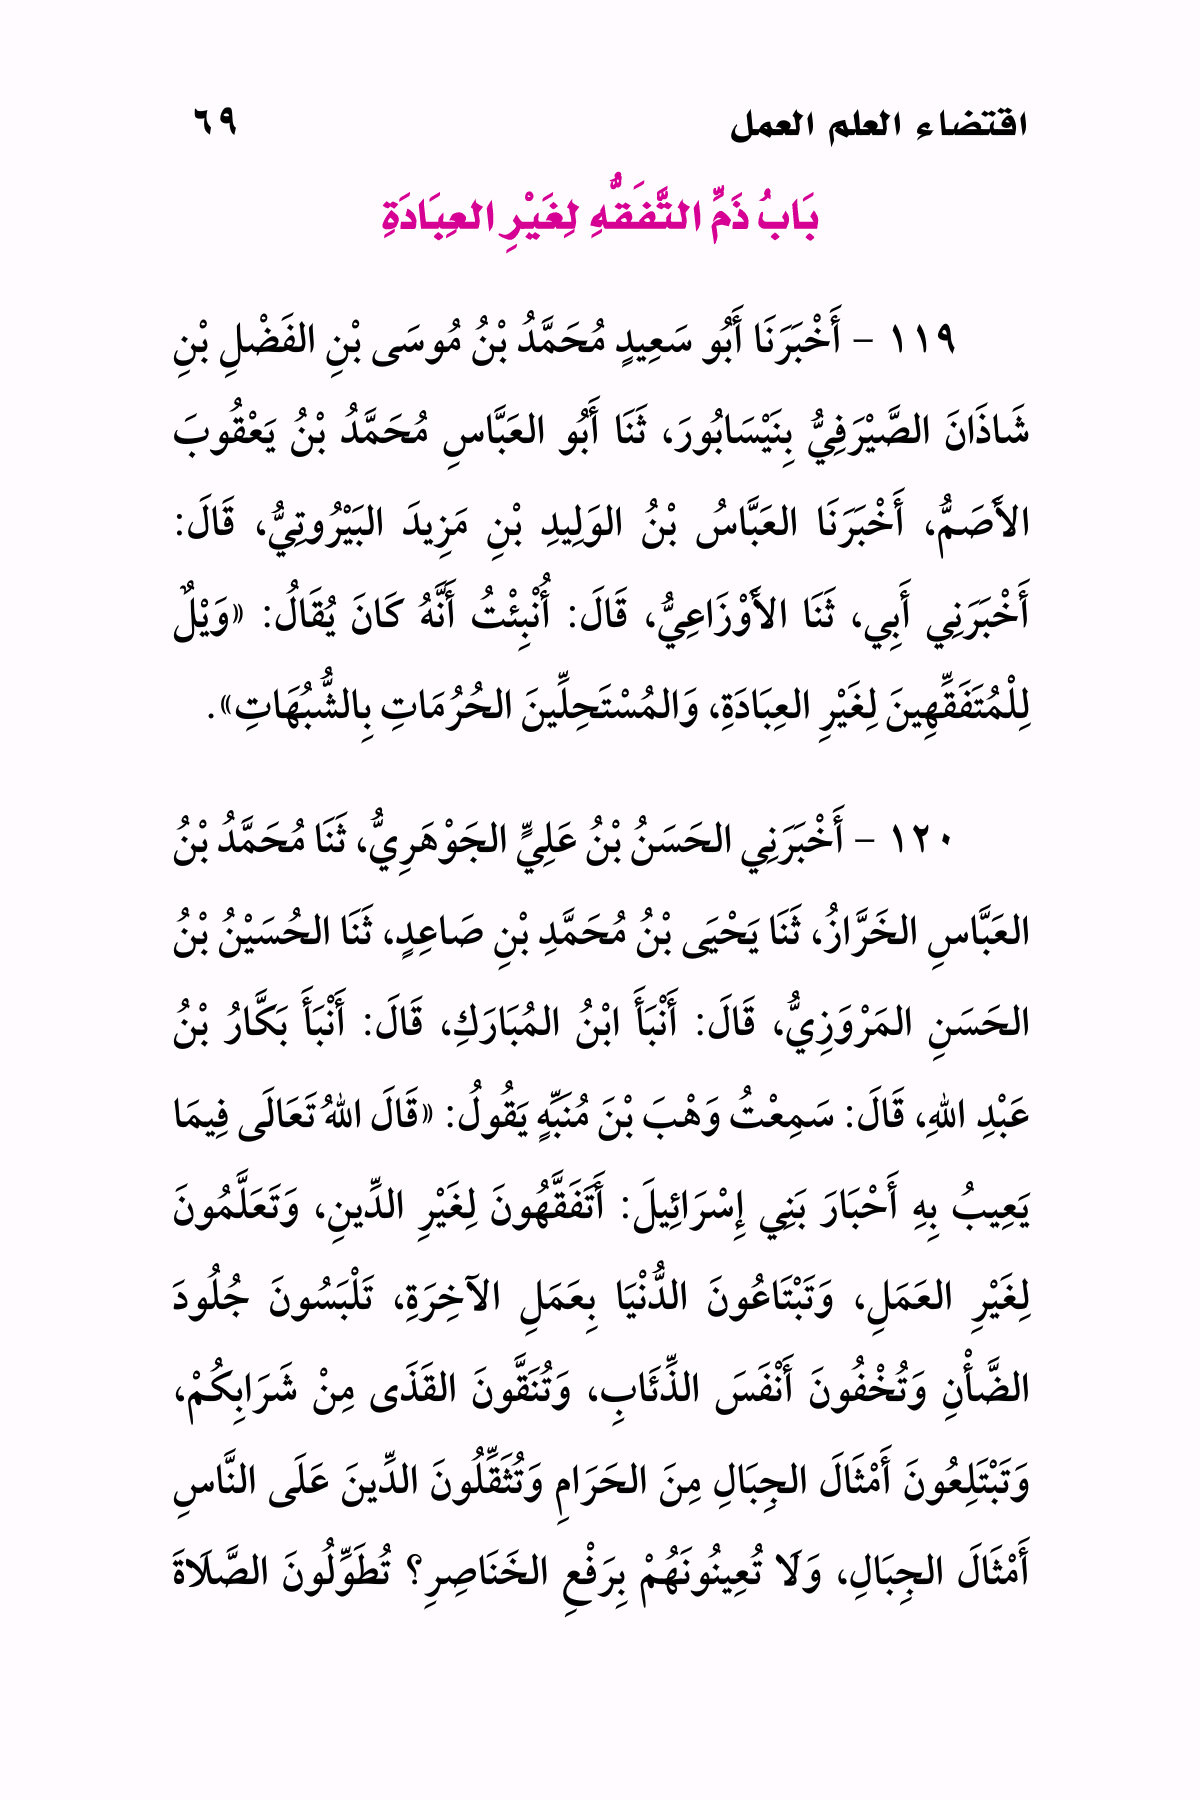 اقتضاء العلم العمل ٦٩
بَابُ ذَمِّ التَّفَقُّهِ لِغَيْرِ العِبَادَةِ
١١٩ - أَخْبَرَنَا أَبُو سَعِيدٍ مُحَمَّدُ بْنُ مُوسَى بْنِ الفَضْلِ بْنِ
شَاذَانَ الصَّيْرَفِيُّ بِنَيْسَابُورَ، ثَنَا أَبُو العَبَّاسِ مُحَمَّدُ بْنُ يَعْقُوبَ
الأَصَمُّ، أَخْبَرَنَا العَبَّاسُ بْنُ الوَلِيدِ بْنِ مَزِيدَ البَيْرُوتِيُّ، قَالَ:
أَخْبَرَنِي أَبِي، ثَنَا الأَوْزَاعِيُّ، قَالَ: أُنْبِئْتُ أَنَّهُ كَانَ يُقَالُ: «وَيْلٌ
لِلْمُتَفَقِّهِينَ لِغَيْرِ العِبَادَةِ، وَالمُسْتَحِلِّينَ الحُرُمَاتِ بِالشُّبُهَاتِ».
١٢٠ - أَخْبَرَنِي الحَسَنُ بْنُ عَلِيٍّ الجَوْهَرِيُّ، ثَنَا مُحَمَّدُ بْنُ
العَبَّاسِ الخَرَّازُ، ثَنَا يَحْيَى بْنُ مُحَمَّدِ بْنِ صَاعِدٍ، ثَنَا الحُسَيْنُ بْنُ
الحَسَنِ المَرْوَزِيُّ، قَالَ: أَنْبَأَ ابْنُ المُبَارَكِ، قَالَ: أَنْبَأَ بَكَّارُ بْنُ
عَبْدِ اللهِ، قَالَ: سَمِعْتُ وَهْبَ بْنَ مُنَبِّهٍ يَقُولُ: «قَالَ اللهُ تَعَالَى فِيمَا
يَعِيبُ بِهِ أَحْبَارَ بَنِي إِسْرَائِيلَ: أَتَفَقَّهُونَ لِغَيْرِ الدِّينِ، وَتَعَلَّمُونَ
لِغَيْرِ العَمَلِ، وَتَبْتَاعُونَ الدُّنْيَا بِعَمَلِ الآخِرَةِ، تَلْبَسُونَ جُلُودَ
الضَّأْنِ وَتُخْفُونَ أَنْفَسَ الذِّئَابِ، وَتُنَقَّونَ القَذَى مِنْ شَرَابِكُمْ،
وَتَبْتَلِعُونَ أَمْثَالَ الجِبَالِ مِنَ الحَرَامِ وَتُثَقِّلُونَ الدِّينَ عَلَى النَّاسِ
أَمْثَالَ الجِبَالِ، وَلَا تُعِينُونَهُمْ بِرَفْعِ الخَنَاصِرِ؟ تُطَوِّلُونَ الصَّلَاةَ